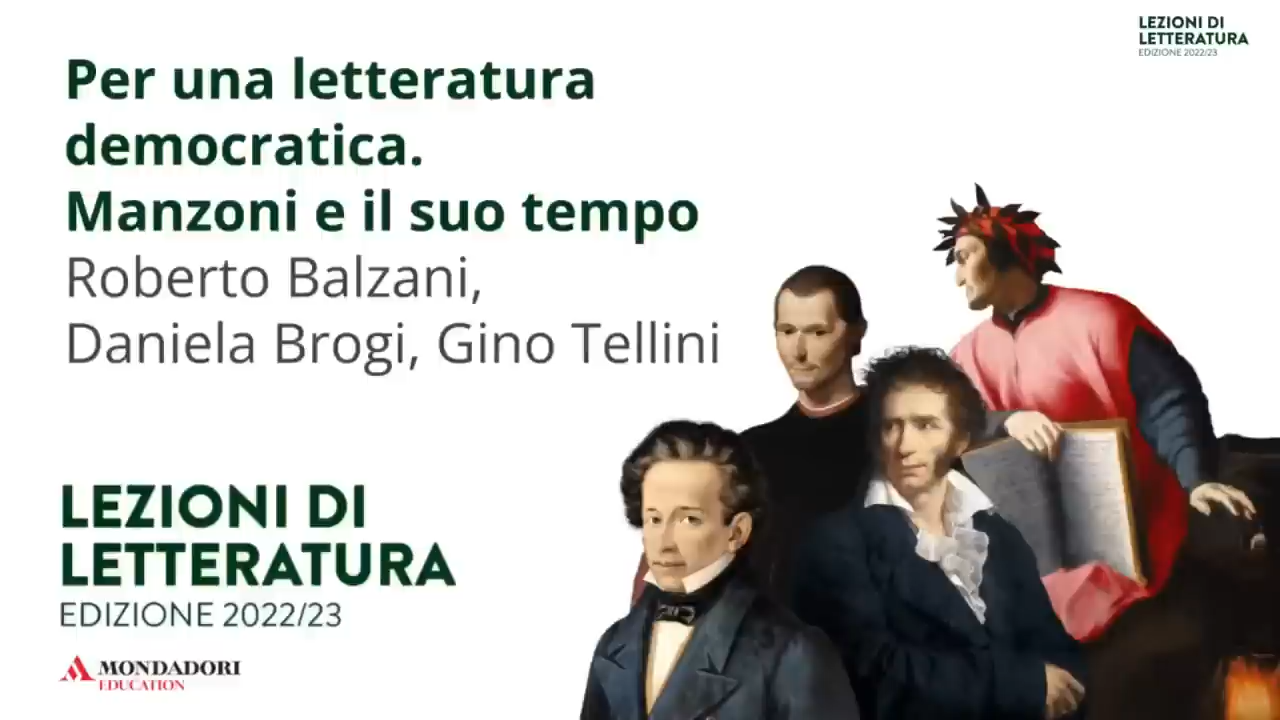 LEZIONI DI
LETTERATURA
EDIZIONE 2022/23
Per una letteratura
democratica.
Manzoni e il suo tempo
Roberto Balzani,
Daniela Brogi, Gino Tellini
LEZIONI DI
LETTERATURA
EDIZIONE 2022/23
MONDADORI
EDUCATION